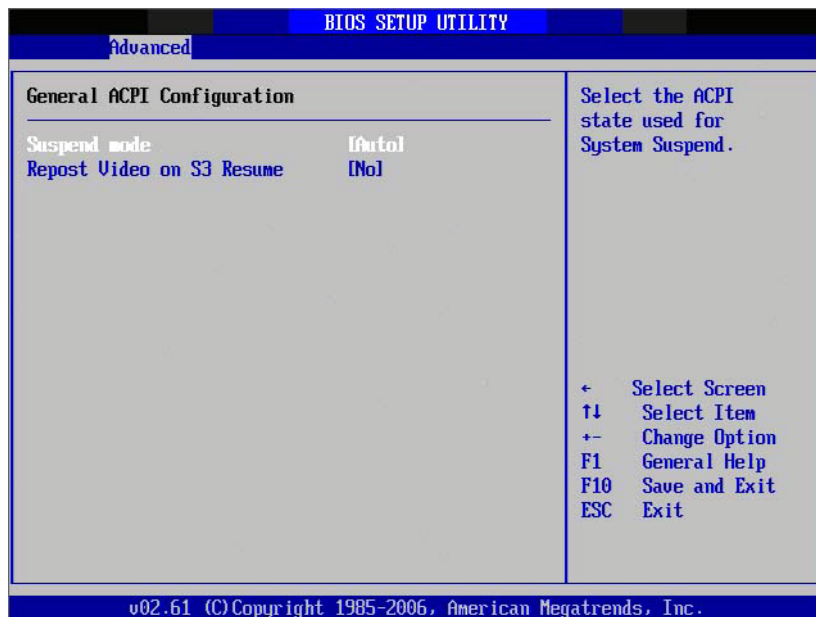 BIOS SETUP UTILITY
Advanced
General ACPI Configuration
Suspend mode [Auto]
Repost Video on S3 Resume [No]
Select the ACPI
state used for
System Suspend.
← Select Screen
↑↓ Select Item
+- Change Option
F1 General Help
F10 Save and Exit
ESC Exit
v02.61 (C)Copyright 1985-2006, American Megatrends, Inc.